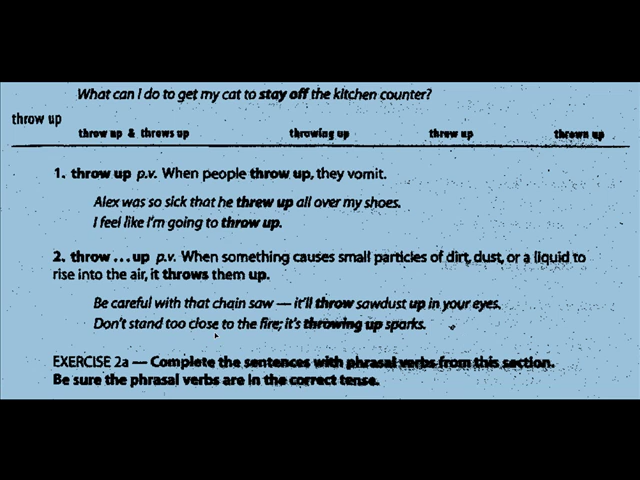 What can I do to get my cat to stay off the kitchen counter?
throw up
throw up & throws up throwing up threw up thrown up
1. throw up p.v. When people throw up, they vomit.
Alex was so sick that he threw up all over my shoes.
I feel like I'm going to throw up.
2. throw ... up p.v. When something causes small particles of dirt, dust, or a liquid to
rise into the air, it throws them up.
Be careful with that chain saw — it'll throw sawdust up in your eyes.
Don't stand too close to the fire; it's throwing up sparks.
EXERCISE 2a — Complete the sentences with phrasal verbs from this section.
Be sure the phrasal verbs are in the correct tense.